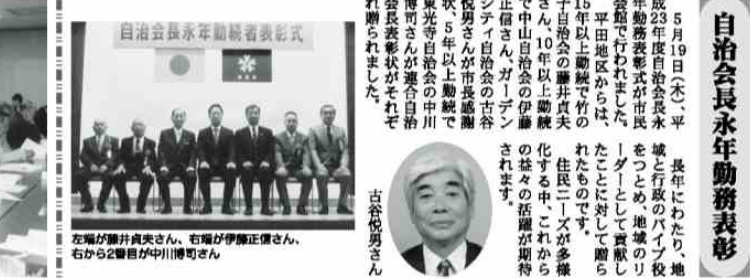 自治会長永年勤務表彰
5月19日(木)、平
成23年度自治会長永
年勤務表彰式が市民
会館で行われました。
平田地区からは、
15年以上勤続で竹の
子自治会の藤井貞夫
さん、10年以上勤続
で中山自治会の伊藤
正信さん、ガーデン
シティ自治会の古谷
悦男さんが市長感謝
状、5年以上勤続で
東光寺自治会の中川
博司さんが連合自治
会長表彰状がそれぞ
れ贈られました。
長年にわたり、地
域と行政のパイプ役
をつとめ、地域のリ
ーダーとして貢献し
たことに対して贈ら
れたものです。
住民ニーズが多様
化する中、これから
の益々の活躍が期待
されます。
古谷悦男さん
自治会長永年勤続者表彰式
左端が藤井貞夫さん、右端が伊藤正信さん、
右から2番目が中川博司さん